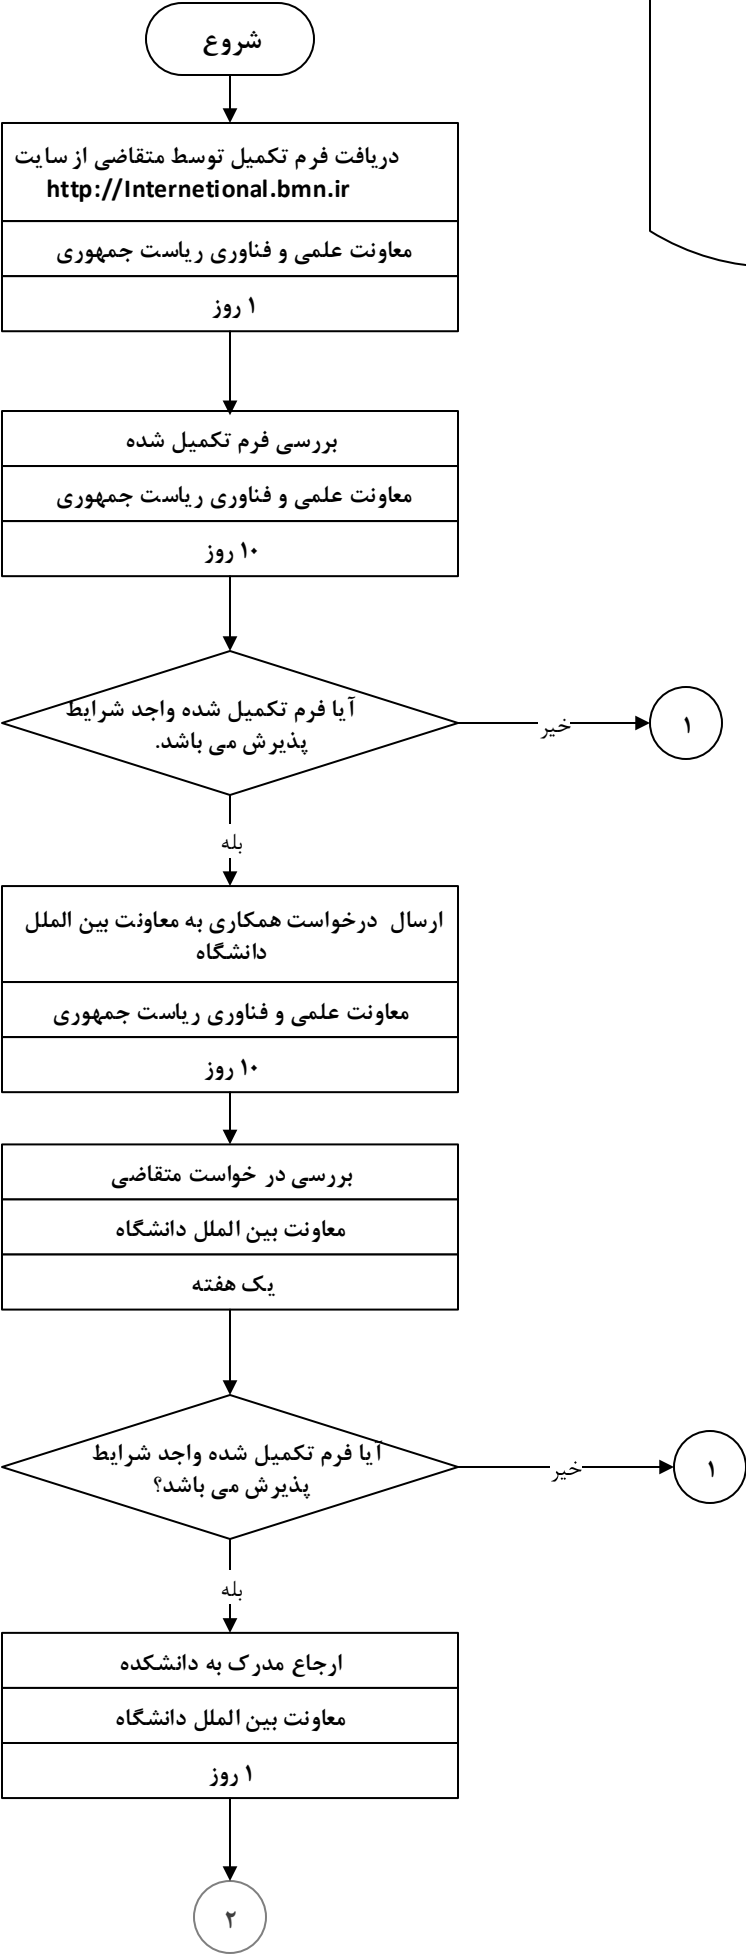 شروع
دریافت فرم تکمیل توسط متقاضی از سایت
http://Internetional.bmn.ir
معاونت علمی و فناوری ریاست جمهوری
۱ روز
بررسی فرم تکمیل شده
معاونت علمی و فناوری ریاست جمهوری
۱۰ روز
آیا فرم تکمیل شده واجد شرایط
پذیرش می باشد.
خیر
۱
بله
ارسال درخواست همکاری به معاونت بین الملل
دانشگاه
معاونت علمی و فناوری ریاست جمهوری
۱۰ روز
بررسی در خواست متقاضی
معاونت بین الملل دانشگاه
یک هفته
آیا فرم تکمیل شده واجد شرایط
پذیرش می باشد؟
خیر
۱
بله
ارجاع مدرک به دانشکده
معاونت بین الملل دانشگاه
۱ روز
۲